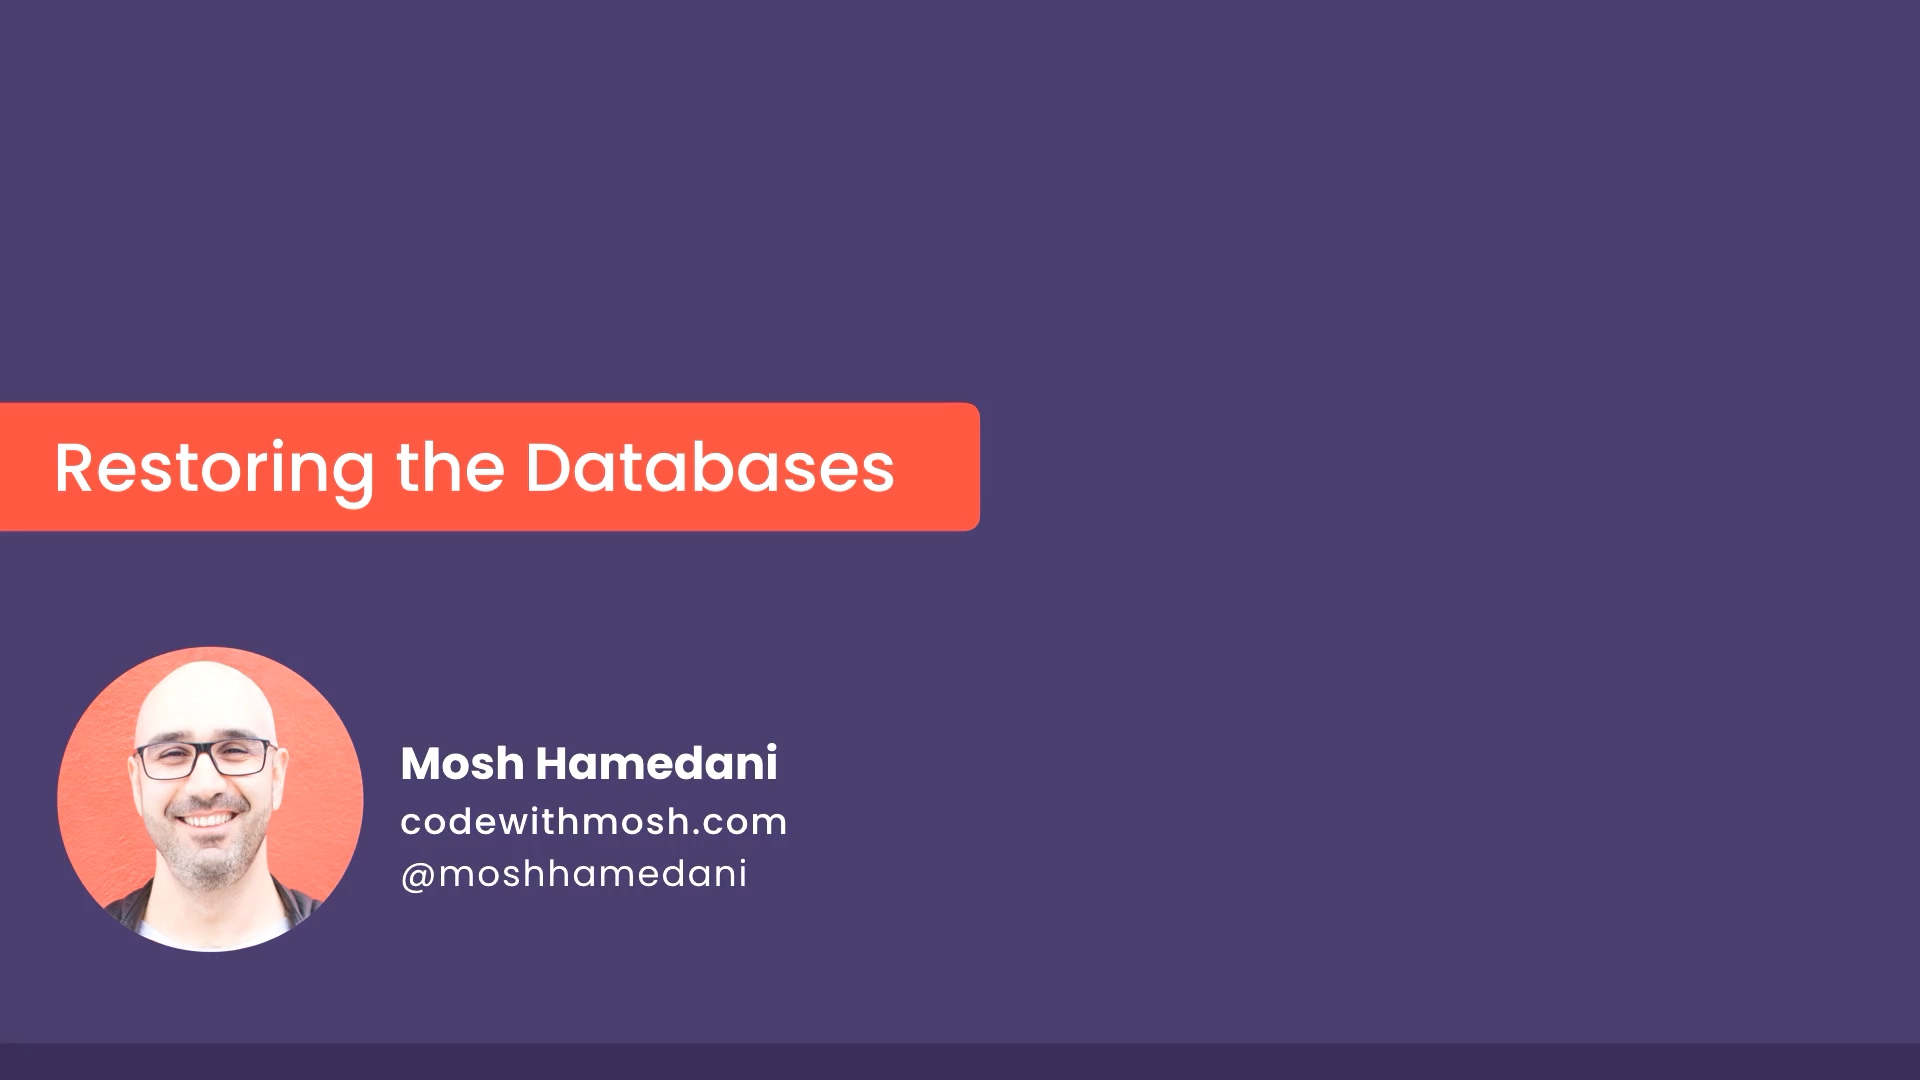 Restoring the Databases
Mosh Hamedani
codewithmosh.com
@moshhamedani